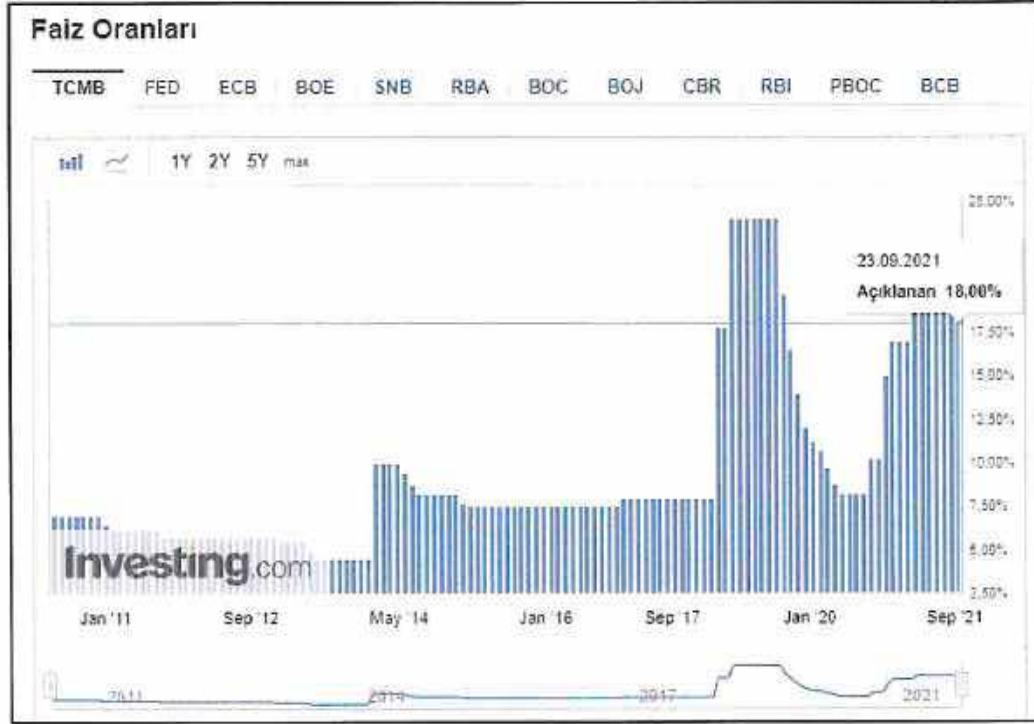 Faiz Oranları
TCMB FED ECB BOE SNB RBA BOC BOJ CBR RBI PBOC BCB
1Y 2Y 5Y max
25.00%
23.09.2021
Açıklanan 18,00%
17.50%
15.00%
12.50%
10.00%
7.50%
5.00%
2.50%
Investing.com
Jan '11 Sep '12 May '14 Jan '16 Sep '17 Jan '20 Sep '21
2011 2014 2017 2021